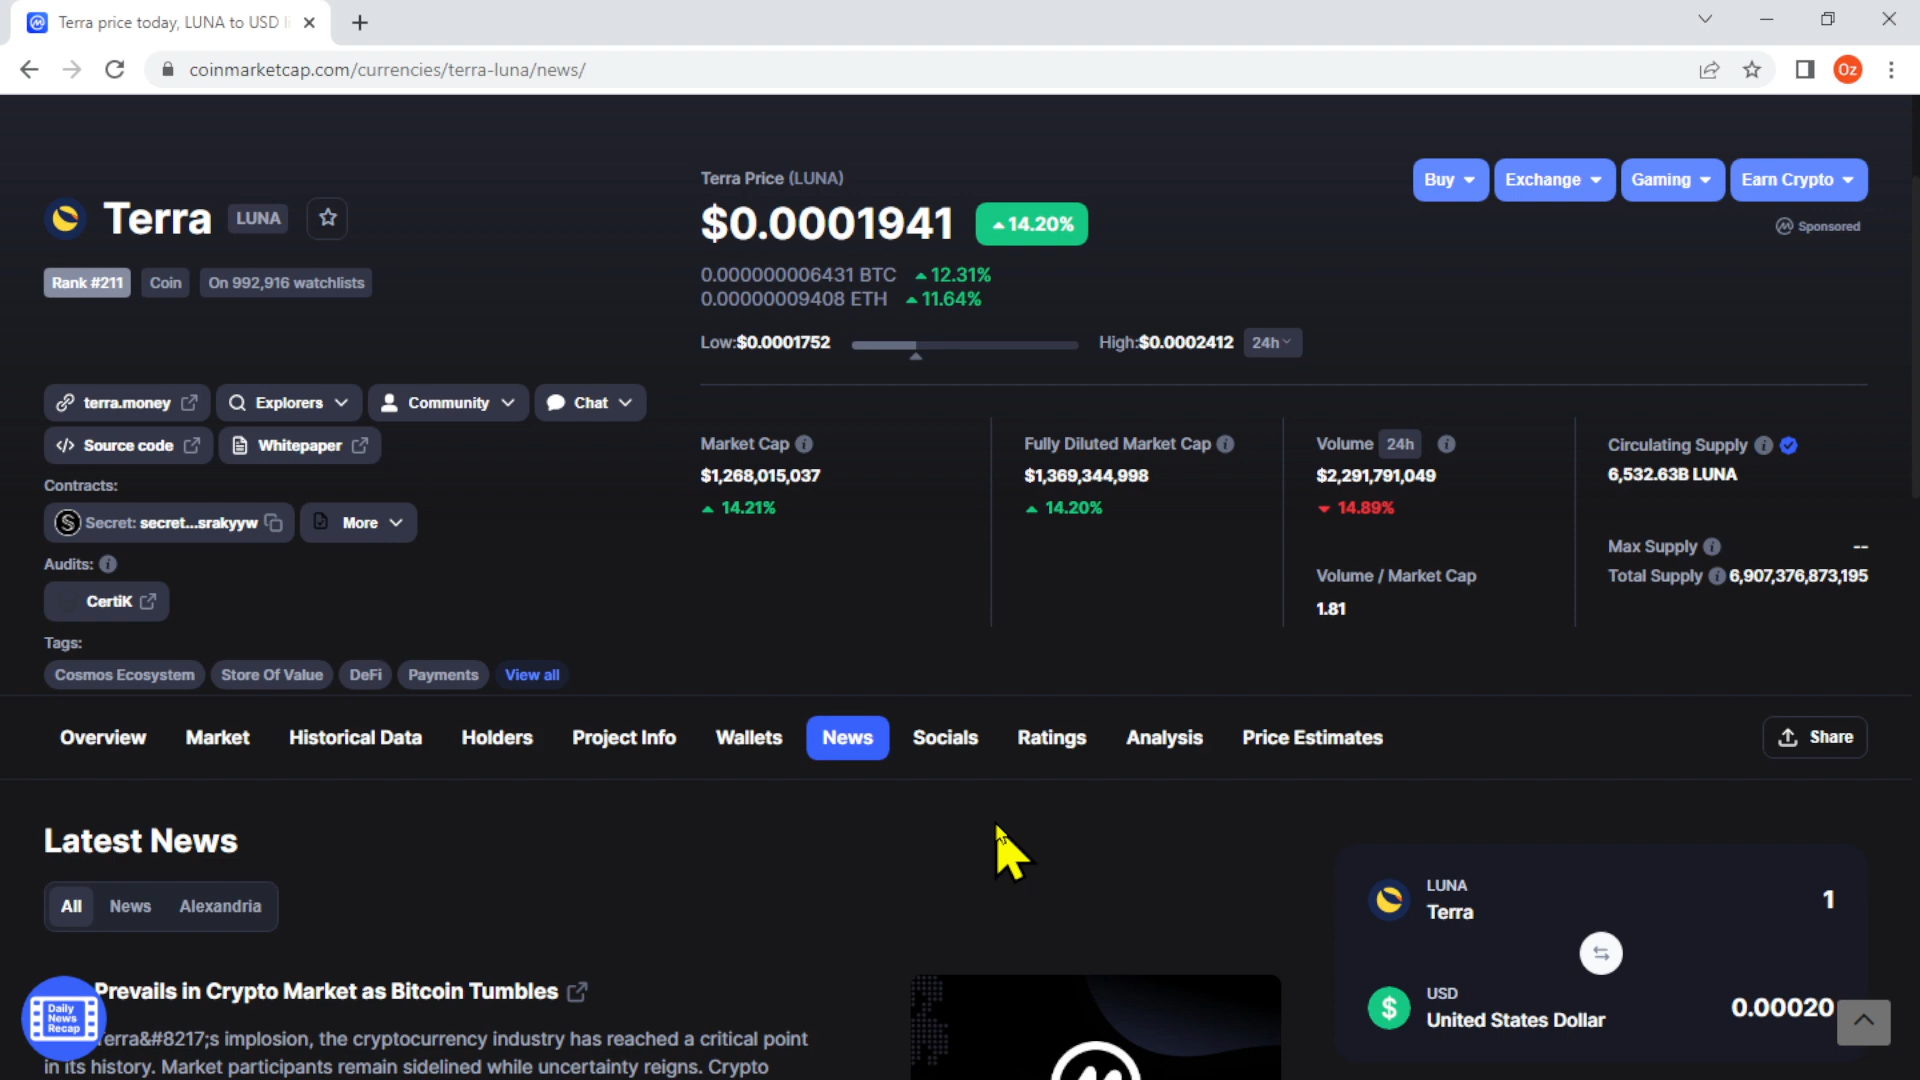 Terra price today, LUNA to USD li
coinmarketcap.com/currencies/terra-luna/news/
Oz
Terra LUNA
Rank #211 Coin On 992,916 watchlists
terra.money Explorers Community Chat
Source code Whitepaper
Contracts:
Secret: secret...srakyyw More
Audits:
CertiK
Tags:
Cosmos Ecosystem Store Of Value DeFi Payments View all
Terra Price (LUNA)
$0.0001941 14.20%
0.000000006431 BTC 12.31%
0.00000009408 ETH 11.64%
Low:$0.0001752 High:$0.0002412 24h
Buy Exchange Gaming Earn Crypto
Sponsored
Market Cap
$1,268,015,037
14.21%
Fully Diluted Market Cap
$1,369,344,998
14.20%
Volume 24h
$2,291,791,049
14.89%
Volume / Market Cap
1.81
Circulating Supply
6,532.63B LUNA
Max Supply --
Total Supply 6,907,376,873,195
Overview Market Historical Data Holders Project Info Wallets News Socials Ratings Analysis Price Estimates Share
Latest News
All News Alexandria
Prevails in Crypto Market as Bitcoin Tumbles
erra&#8217;s implosion, the cryptocurrency industry has reached a critical point
in its history. Market participants remain sidelined while uncertainty reigns. Crypto
Daily
News
Recap
LUNA
Terra 1
USD
United States Dollar 0.00020